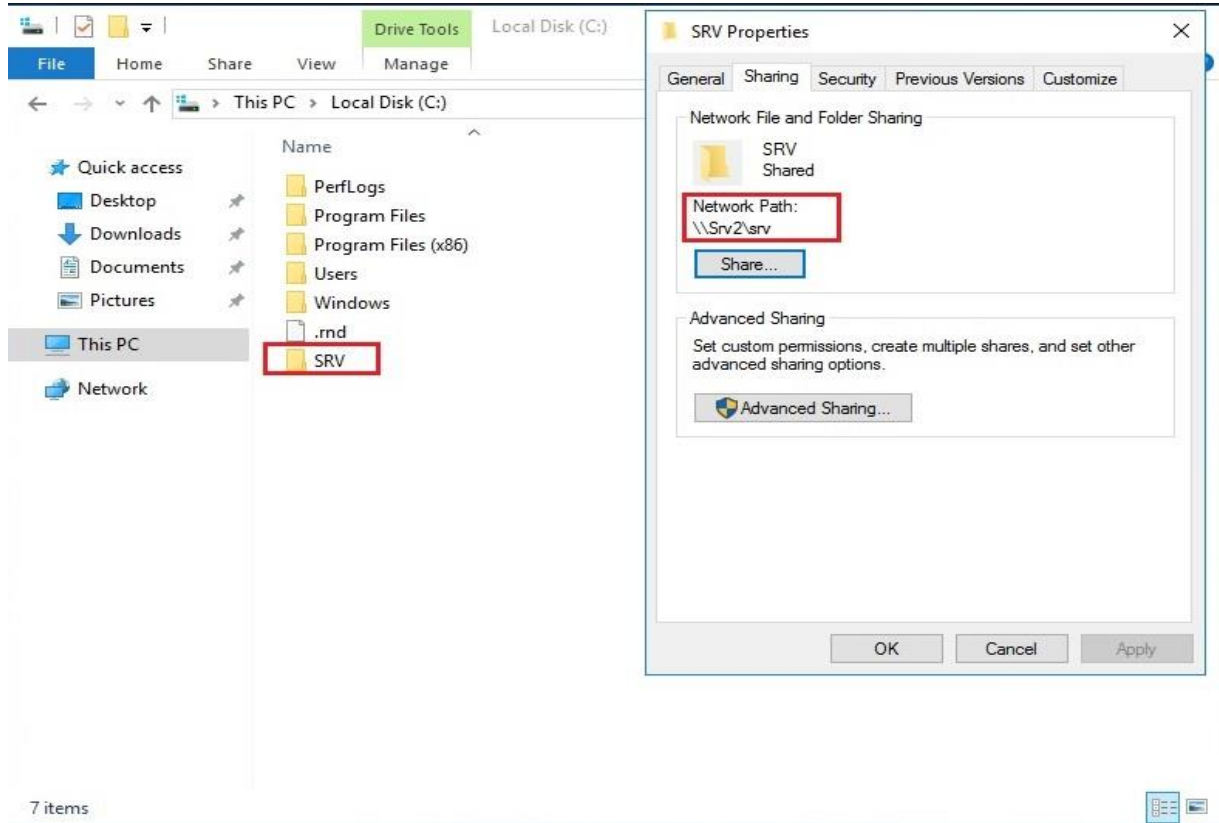 Drive Tools
Local Disk (C:)
File
Home
Share
View
Manage
This PC > Local Disk (C:)
Quick access
Desktop
Downloads
Documents
Pictures
This PC
Network
Name
PerfLogs
Program Files
Program Files (x86)
Users
Windows
.rnd
SRV
7 items
SRV Properties
General
Sharing
Security
Previous Versions
Customize
Network File and Folder Sharing
SRV
Shared
Network Path:
\\Srv2\srv
Share...
Advanced Sharing
Set custom permissions, create multiple shares, and set other
advanced sharing options.
Advanced Sharing...
OK
Cancel
Apply